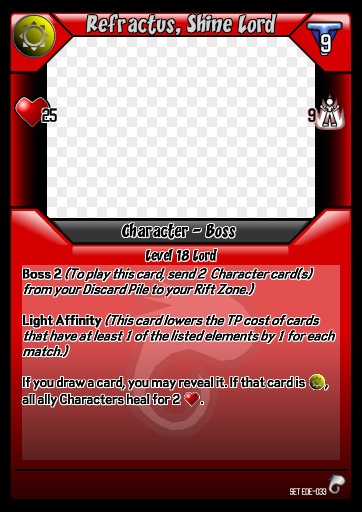 Refractus, Shine Lord
9
25
9
Character - Boss
Level 18 Lord
Boss 2 (To play this card, send 2 Character card(s)
from your Discard Pile to your Rift Zone.)
Light Affinity (This card lowers the TP cost of cards
that have at least 1 of the listed elements by 1 for each
match.)
If you draw a card, you may reveal it. If that card is ,
all ally Characters heal for 2 .
SET EOE-033